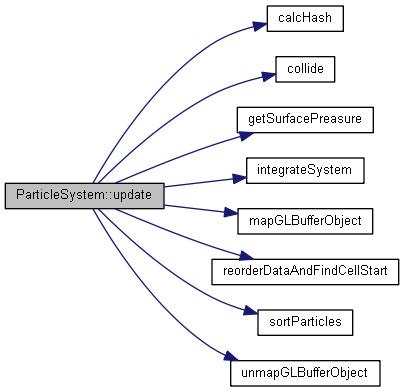 calcHash
collide
getSurfacePreasure
integrateSystem
ParticleSystem::update
mapGLBufferObject
reorderDataAndFindCellStart
sortParticles
unmapGLBufferObject